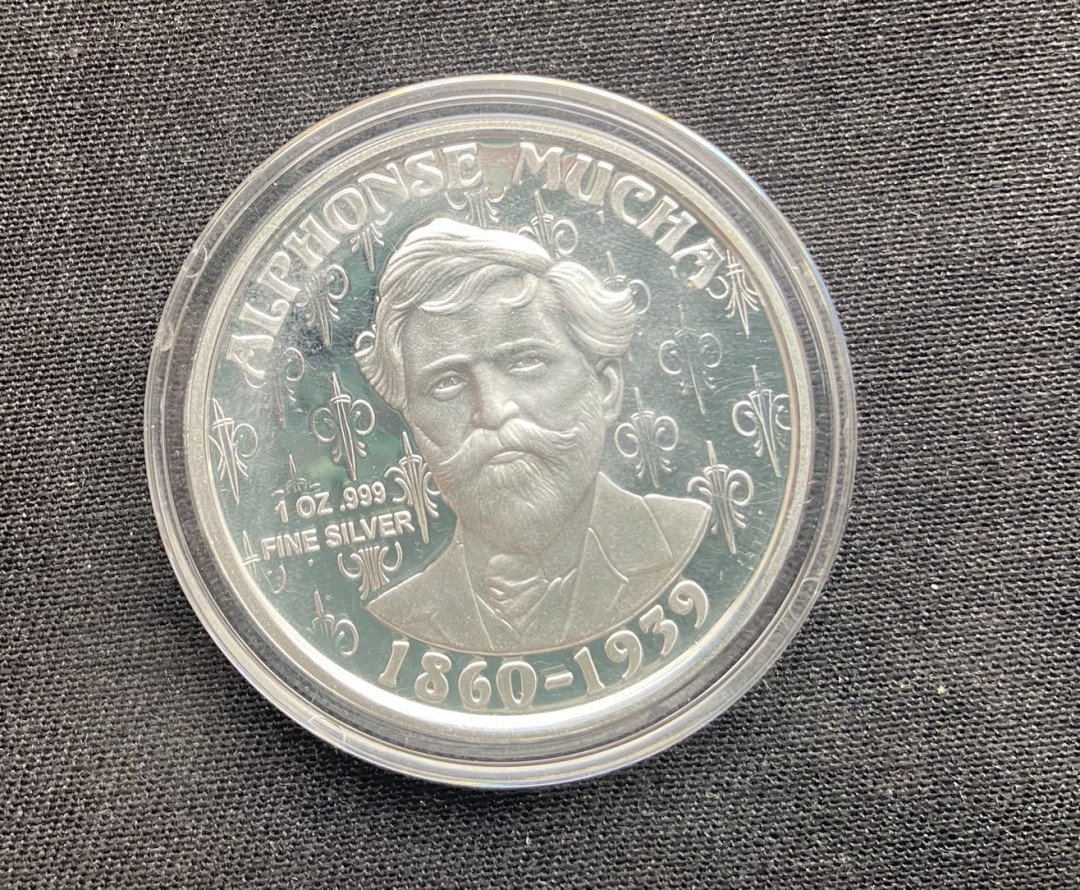 ALPHONSE MUCHA
1 OZ .999
FINE SILVER
1860-1939